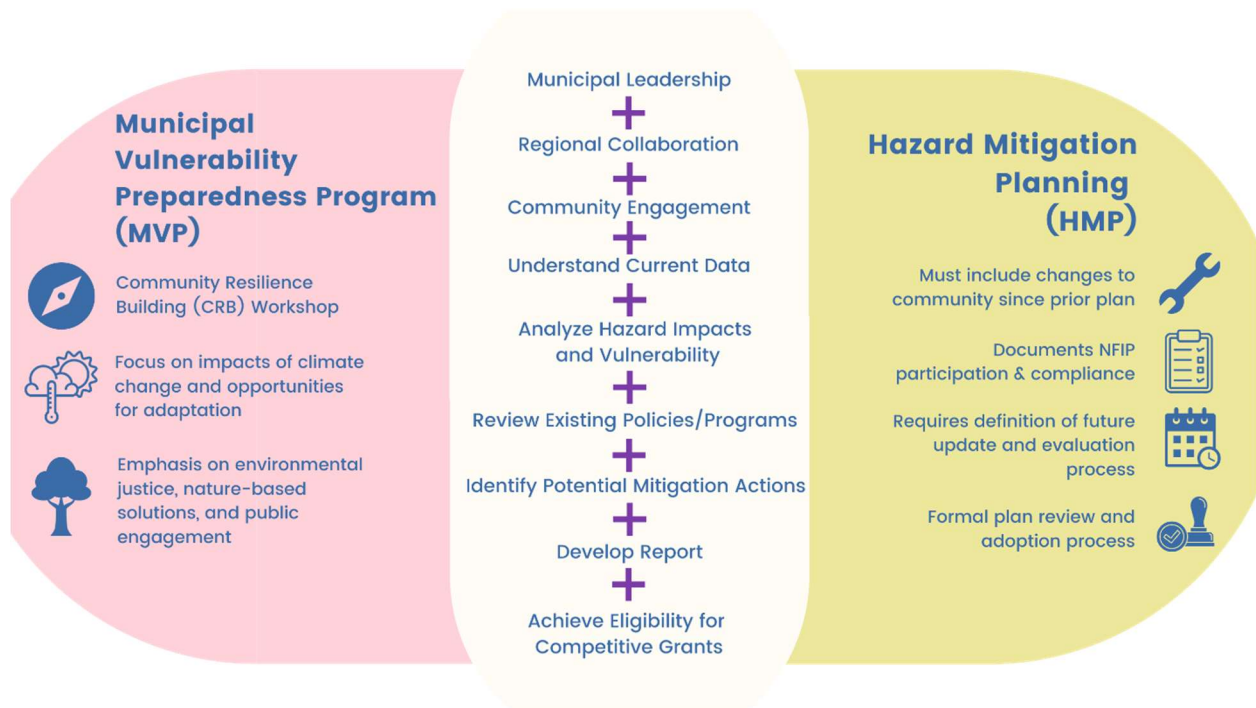 Municipal
Vulnerability
Preparedness Program
(MVP)
Community Resilience
Building (CRB) Workshop
Focus on impacts of climate
change and opportunities
for adaptation
Emphasis on environmental
justice, nature-based
solutions, and public
engagement
Municipal Leadership
+
Regional Collaboration
+
Community Engagement
+
Understand Current Data
+
Analyze Hazard Impacts
and Vulnerability
+
Review Existing Policies/Programs
+
Identify Potential Mitigation Actions
+
Develop Report
+
Achieve Eligibility for
Competitive Grants
Hazard Mitigation
Planning
(HMP)
Must include changes to
community since prior plan
Documents NFIP
participation & compliance
Requires definition of future
update and evaluation
process
Formal plan review and
adoption process